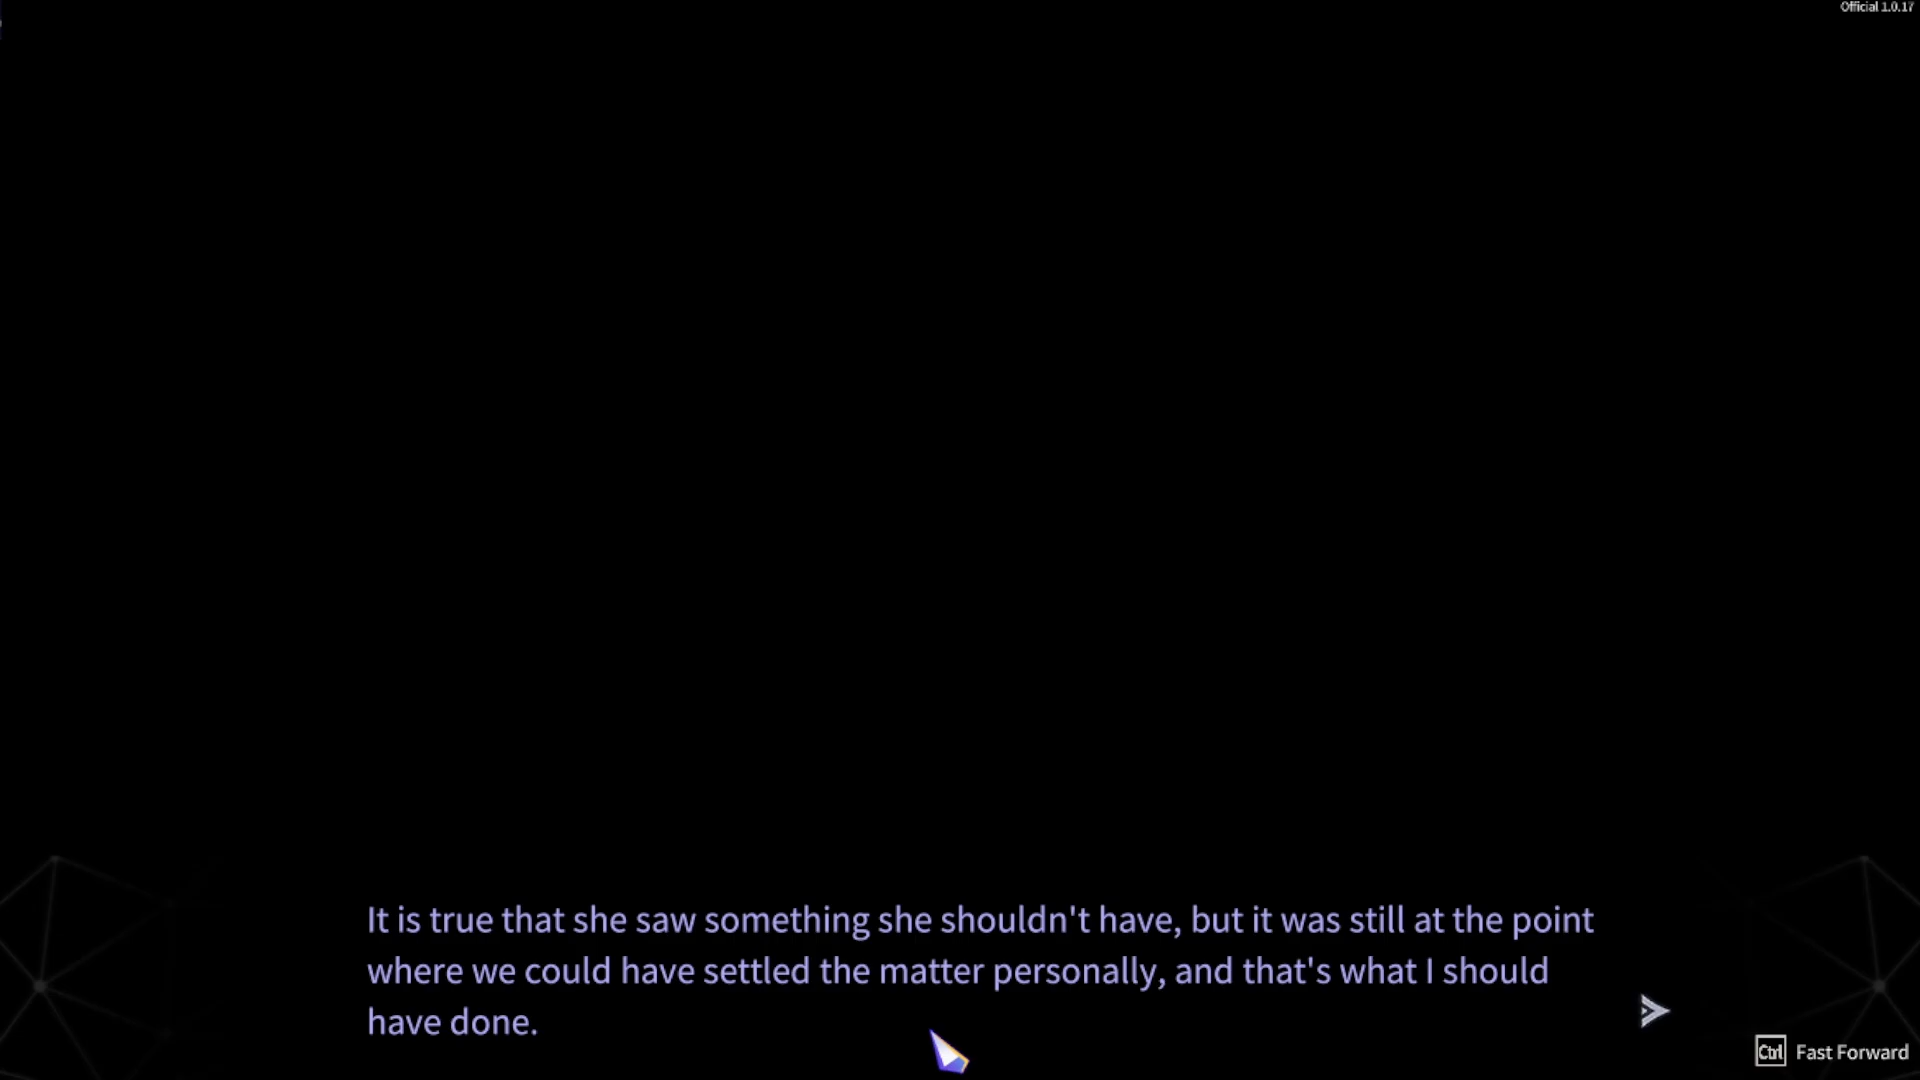 Official 1.0.17
It is true that she saw something she shouldn't have, but it was still at the point
where we could have settled the matter personally, and that's what I should
have done.
Ctrl Fast Forward